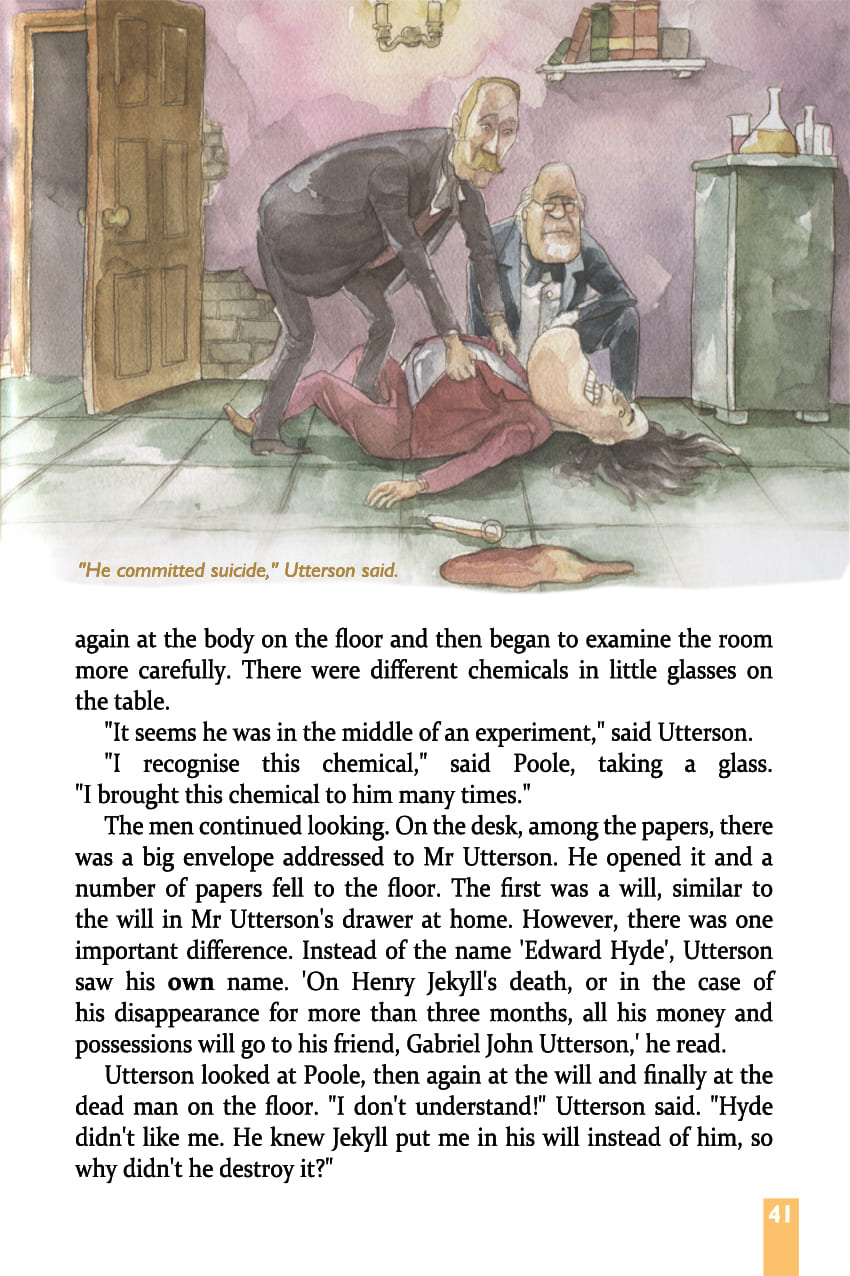 "He committed suicide," Utterson said.
again at the body on the floor and then began to examine the room
more carefully. There were different chemicals in little glasses on
the table.
"It seems he was in the middle of an experiment," said Utterson.
"I recognise this chemical," said Poole, taking a glass.
"I brought this chemical to him many times."
The men continued looking. On the desk, among the papers, there
was a big envelope addressed to Mr Utterson. He opened it and a
number of papers fell to the floor. The first was a will, similar to
the will in Mr Utterson's drawer at home. However, there was one
important difference. Instead of the name 'Edward Hyde', Utterson
saw his own name. 'On Henry Jekyll's death, or in the case of
his disappearance for more than three months, all his money and
possessions will go to his friend, Gabriel John Utterson,' he read.
Utterson looked at Poole, then again at the will and finally at the
dead man on the floor. "I don't understand!" Utterson said. "Hyde
didn't like me. He knew Jekyll put me in his will instead of him, so
why didn't he destroy it?"
41